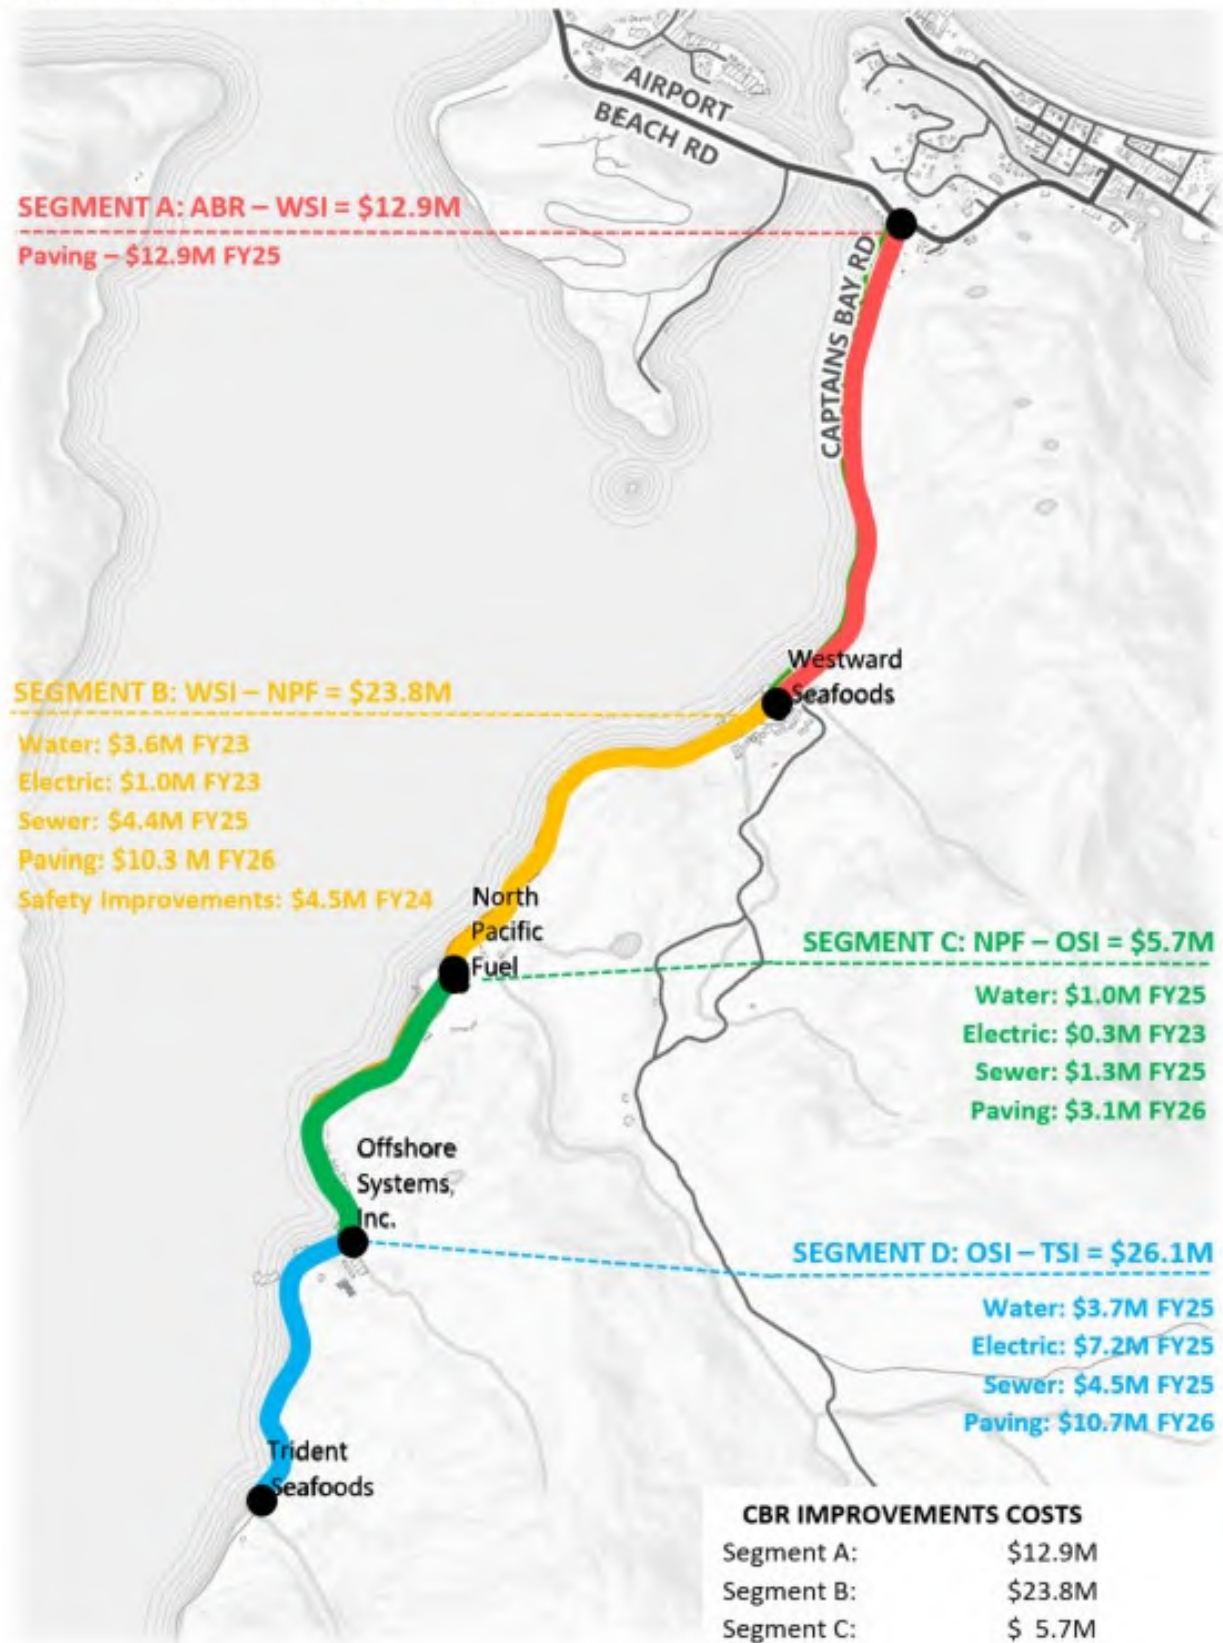 AIRPORT
BEACH RD
SEGMENT A: ABR – WSI = $12.9M
Paving – $12.9M FY25
CAPTAINS BAY RD
Westward
Seafoods
SEGMENT B: WSI – NPF = $23.8M
Water: $3.6M FY23
Electric: $1.0M FY23
Sewer: $4.4M FY25
Paving: $10.3 M FY26
Safety Improvements: $4.5M FY24
North
Pacific
Fuel
SEGMENT C: NPF – OSI = $5.7M
Water: $1.0M FY25
Electric: $0.3M FY23
Sewer: $1.3M FY25
Paving: $3.1M FY26
Offshore
Systems,
Inc.
SEGMENT D: OSI – TSI = $26.1M
Water: $3.7M FY25
Electric: $7.2M FY25
Sewer: $4.5M FY25
Paving: $10.7M FY26
Trident
Seafoods
CBR IMPROVEMENTS COSTS
Segment A: $12.9M
Segment B: $23.8M
Segment C: $ 5.7M